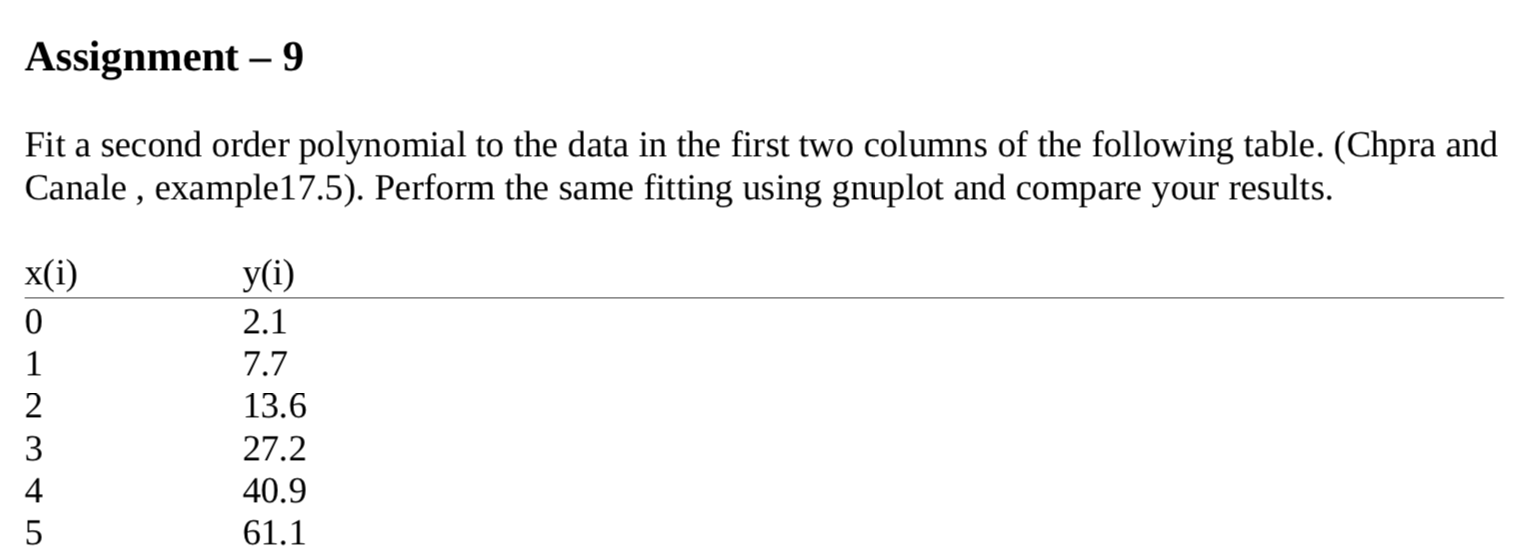 Assignment – 9
Fit a second order polynomial to the data in the first two columns of the following table. (Chpra and
Canale , example17.5). Perform the same fitting using gnuplot and compare your results.
x(i) y(i)
0 2.1
1 7.7
2 13.6
3 27.2
4 40.9
5 61.1